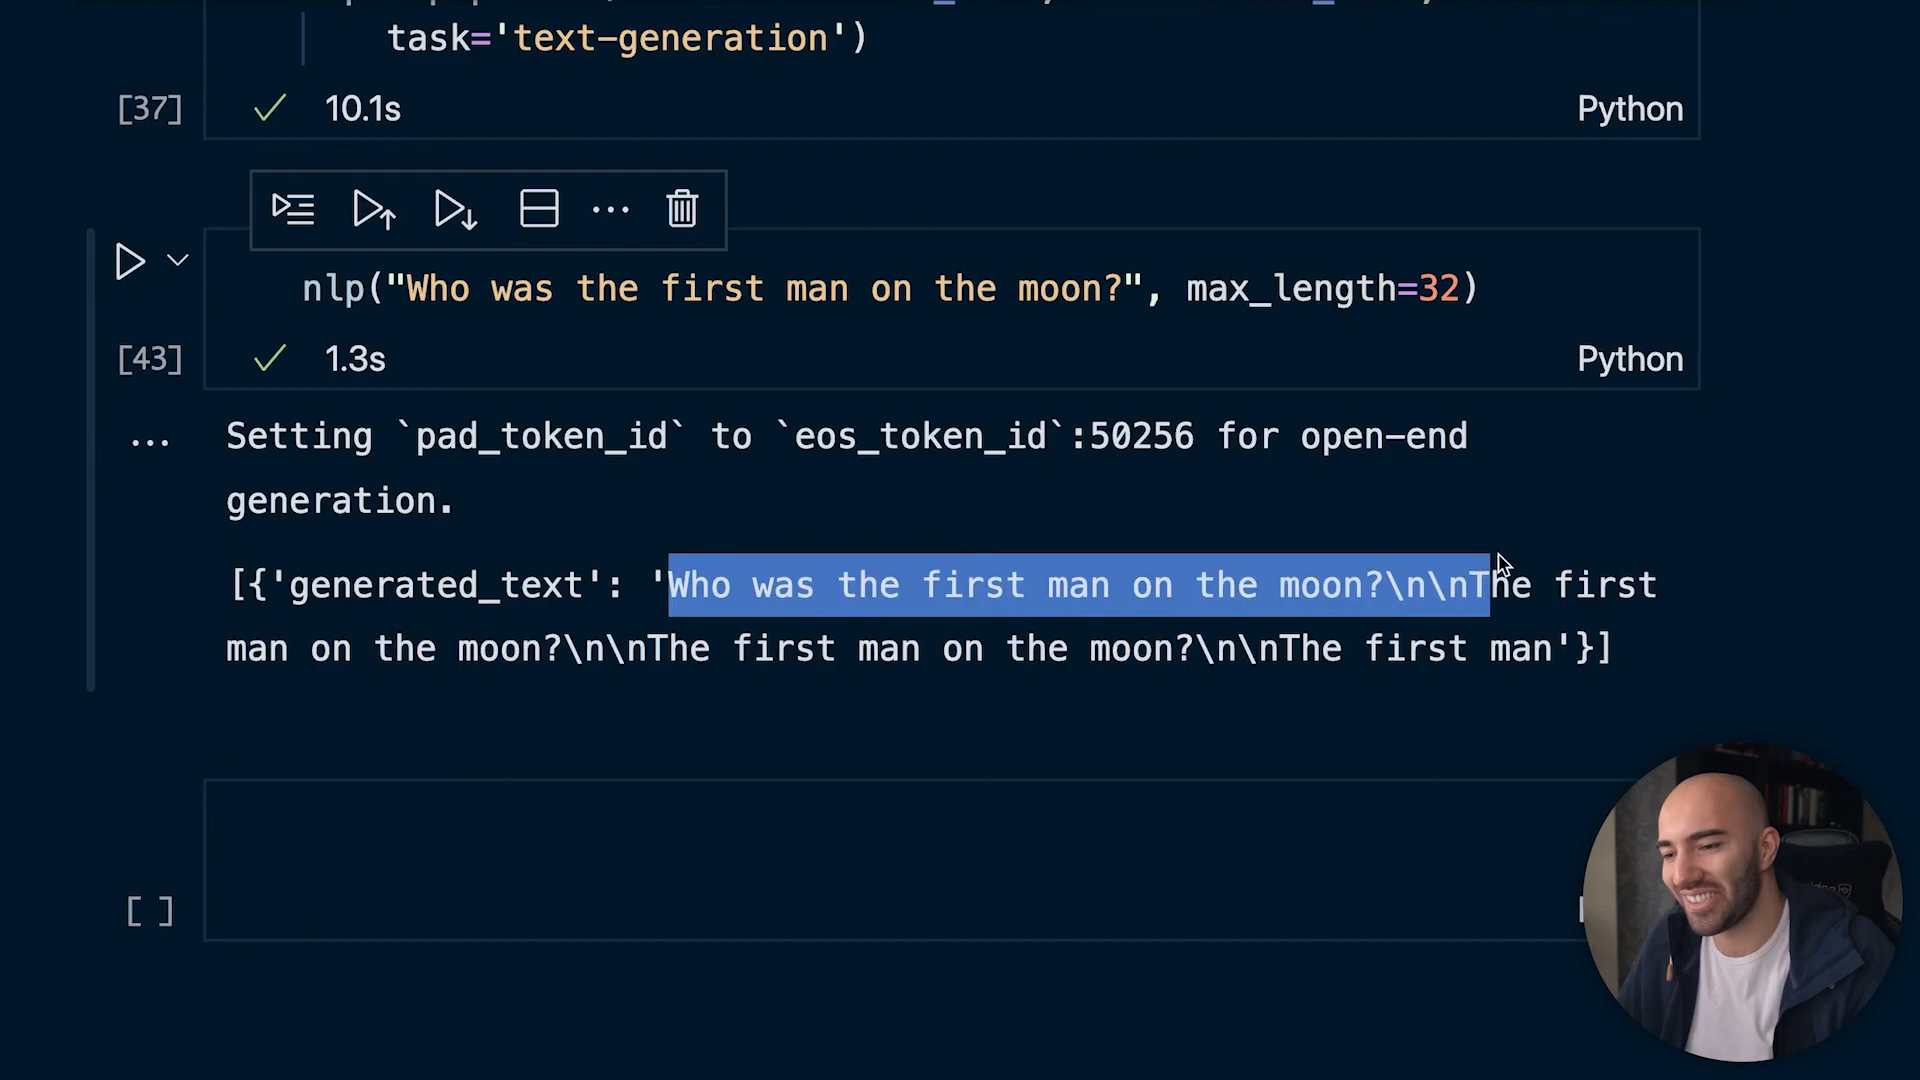 task='text-generation')
[37] 10.1s Python
nlp("Who was the first man on the moon?", max_length=32)
[43] 1.3s Python
... Setting `pad_token_id` to `eos_token_id`:50256 for open-end
generation.
[{'generated_text': 'Who was the first man on the moon?\n\nThe first
man on the moon?\n\nThe first man on the moon?\n\nThe first man'}]
[ ]